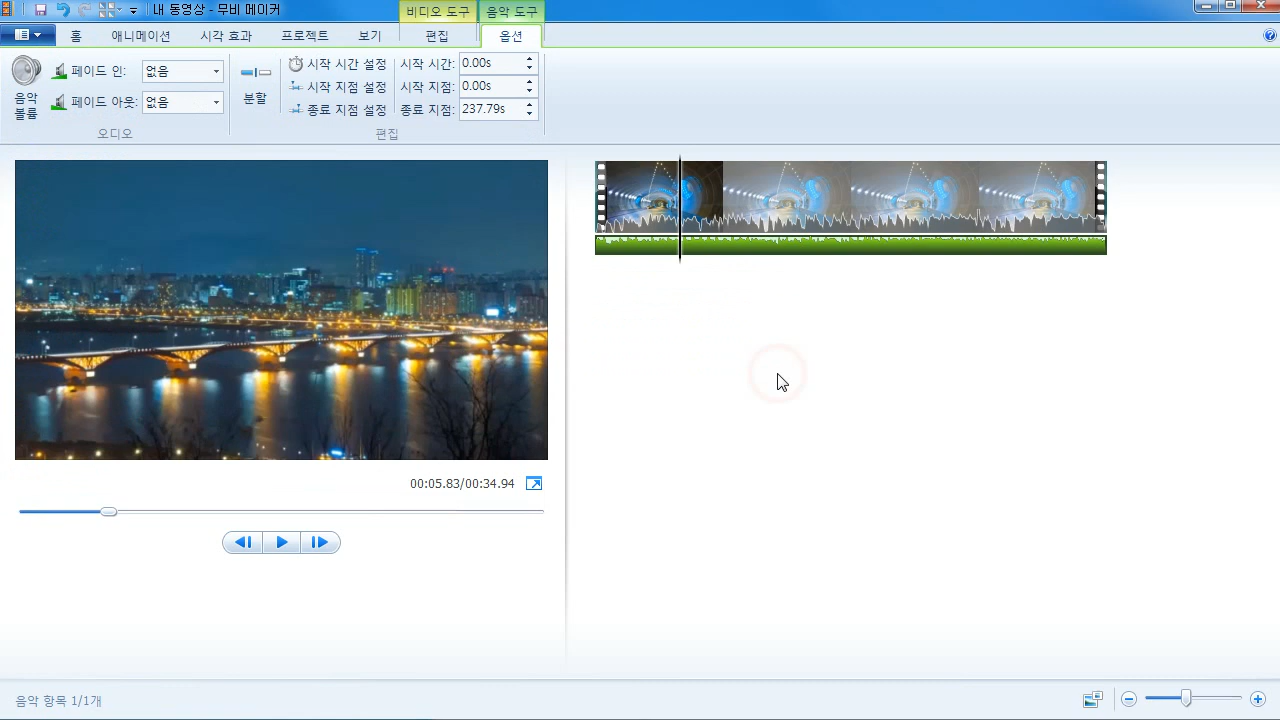 내 동영상 - 무비 메이커
비디오 도구 음악 도구
홈 애니메이션 시각 효과 프로젝트 보기 편집 옵션
음악 볼륨
페이드 인: 없음
페이드 아웃: 없음
오디오
분할
시작 시간 설정 시작 시간: 0.00s
시작 지점 설정 시작 지점: 0.00s
종료 지점 설정 종료 지점: 237.79s
편집
00:05.83/00:34.94
음악 항목 1/1개